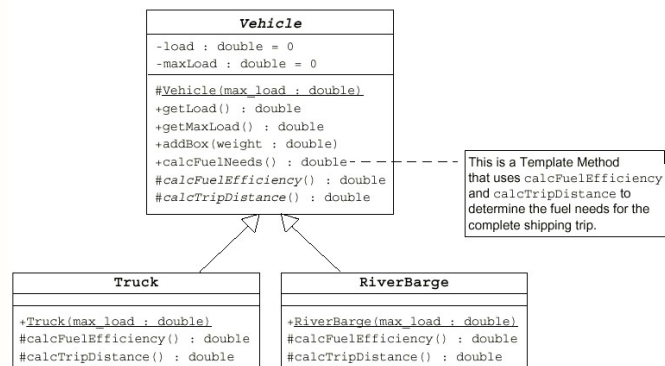 Vehicle
-load : double = 0
-maxLoad : double = 0
#Vehicle(max_load : double)
+getLoad() : double
+getMaxLoad() : double
+addBox(weight : double)
+calcFuelNeeds() : double
#calcFuelEfficiency() : double
#calcTripDistance() : double
This is a Template Method
that uses calcFuelEfficiency
and calcTripDistance to
determine the fuel needs for the
complete shipping trip.
Truck
+Truck(max_load : double)
#calcFuelEfficiency() : double
#calcTripDistance() : double
RiverBarge
+RiverBarge(max_load : double)
#calcFuelEfficiency() : double
#calcTripDistance() : double